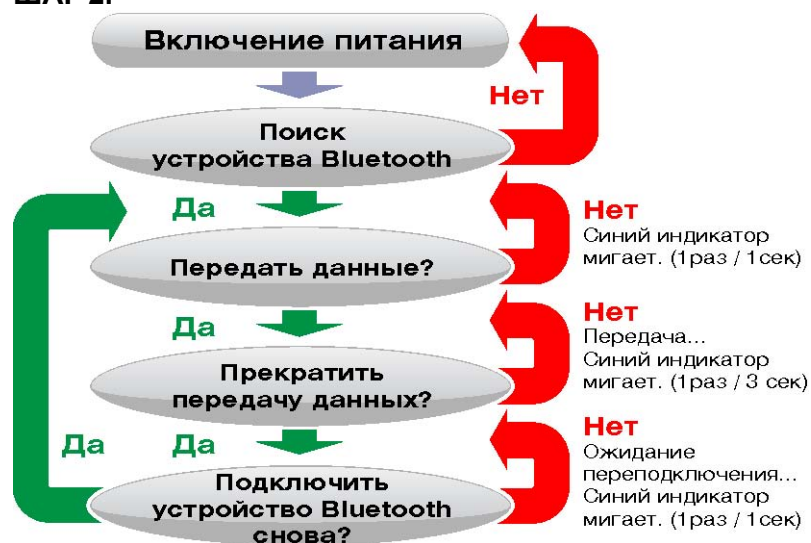 ШАГ 2.
Включение питания
Нет
Поиск
устройства Bluetooth
Да
Нет
Синий индикатор
мигает. (1раз / 1сек)
Передать данные?
Да
Нет
Передача...
Синий индикатор
мигает. (1раз / 3 сек)
Прекратить
передачу данных?
Да
Да
Нет
Ожидание
переподключения...
Синий индикатор
мигает. (1раз / 1сек)
Подключить
устройство Bluetooth
снова?